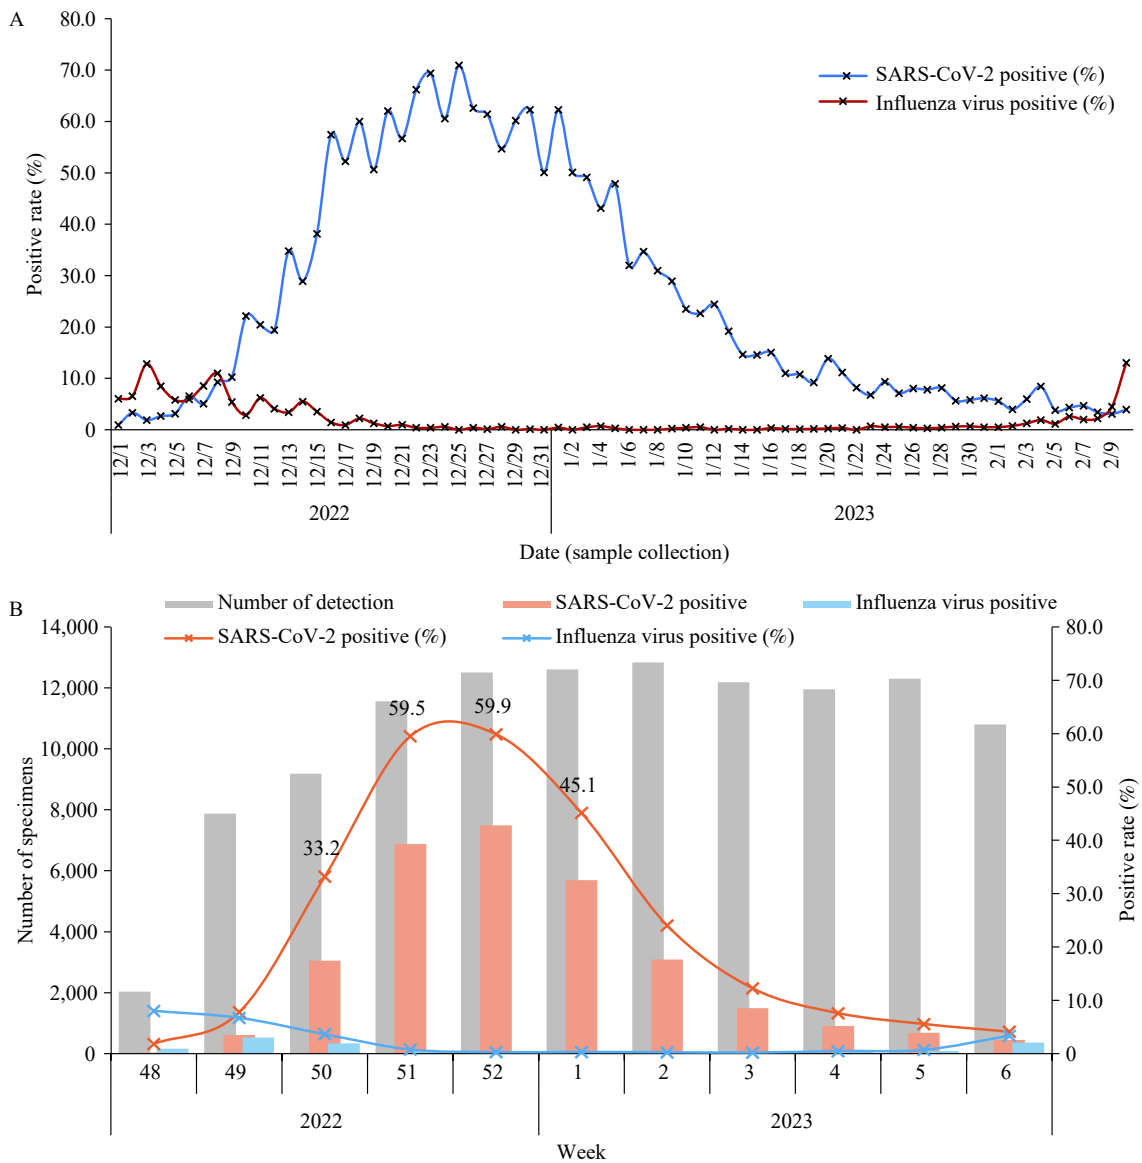 A
80.0
70.0
60.0
50.0
40.0
30.0
20.0
10.0
0
Positive rate (%)
SARS-CoV-2 positive (%)
Influenza virus positive (%)
12/1 12/3 12/5 12/7 12/9 12/11 12/13 12/15 12/17 12/19 12/21 12/23 12/25 12/27 12/29 12/31 1/2 1/4 1/6 1/8 1/10 1/12 1/14 1/16 1/18 1/20 1/22 1/24 1/26 1/28 1/30 2/1 2/3 2/5 2/7 2/9
2022 2023
Date (sample collection)
B
Number of detection SARS-CoV-2 positive Influenza virus positive
SARS-CoV-2 positive (%) Influenza virus positive (%)
14,000
12,000
10,000
8,000
6,000
4,000
2,000
0
Number of specimens
33.2
59.5
59.9
45.1
80.0
70.0
60.0
50.0
40.0
30.0
20.0
10.0
0
Positive rate (%)
48 49 50 51 52 1 2 3 4 5 6
2022 2023
Week